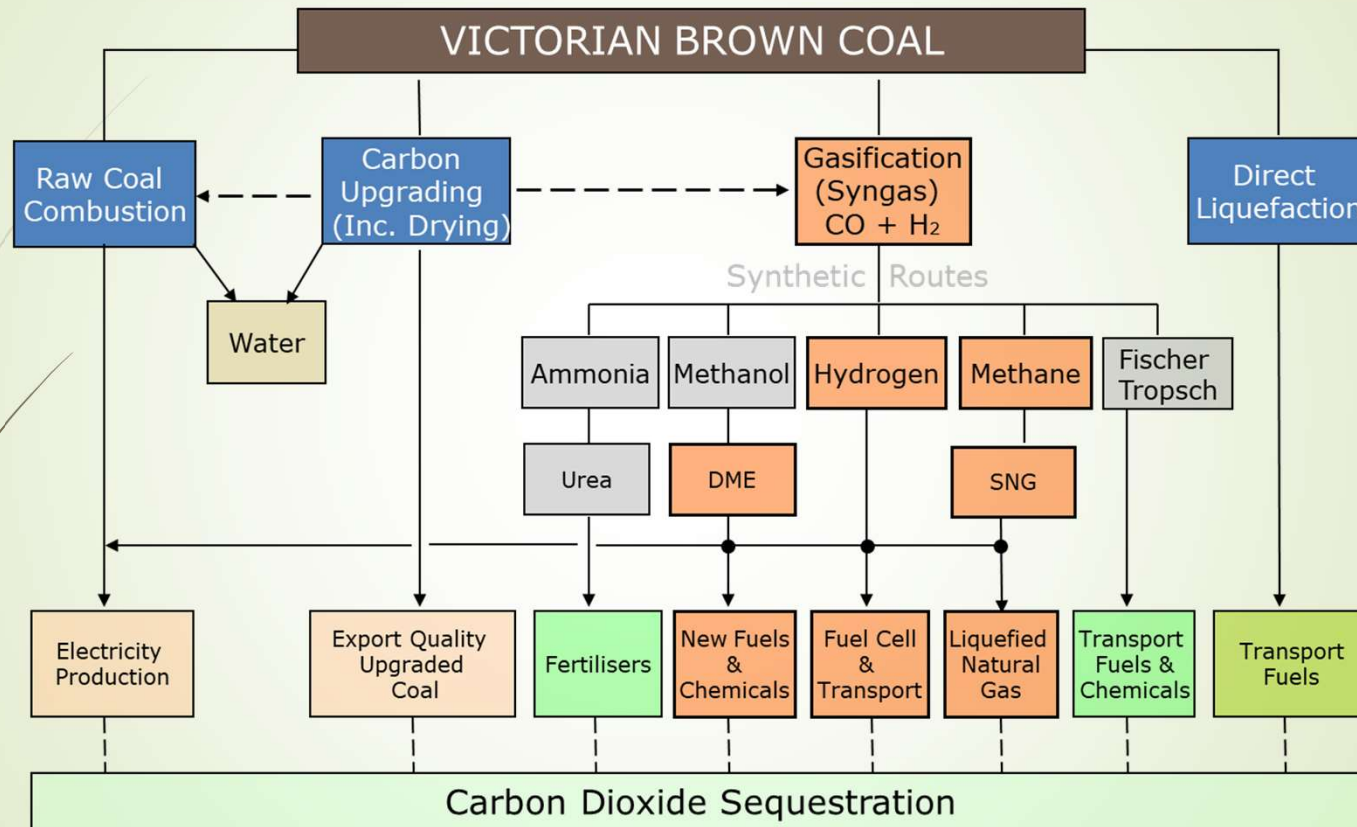 VICTORIAN BROWN COAL
Raw Coal
Combustion
Carbon
Upgrading
(Inc. Drying)
Gasification
(Syngas)
CO + H₂
Direct
Liquefaction
Synthetic Routes
Water
Ammonia
Methanol
Hydrogen
Methane
Fischer
Tropsch
Urea
DME
SNG
Electricity
Production
Export Quality
Upgraded
Coal
Fertilisers
New Fuels
&
Chemicals
Fuel Cell
&
Transport
Liquefied
Natural
Gas
Transport
Fuels &
Chemicals
Transport
Fuels
Carbon Dioxide Sequestration